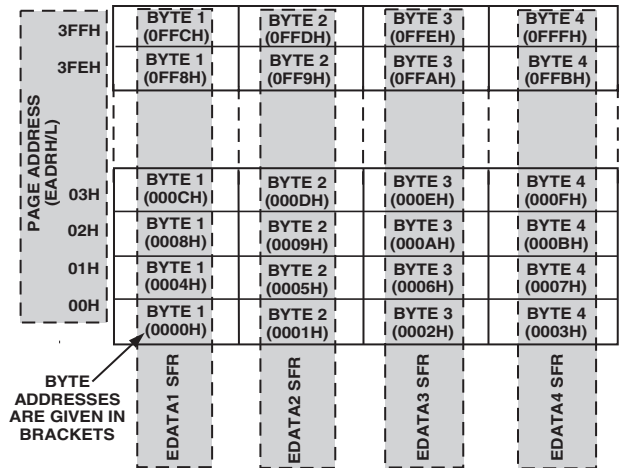 PAGE ADDRESS
(EADRH/L)
3FFH
BYTE 1
(0FFCH)
BYTE 2
(0FFDH)
BYTE 3
(0FFEH)
BYTE 4
(0FFFH)
3FEH
BYTE 1
(0FF8H)
BYTE 2
(0FF9H)
BYTE 3
(0FFAH)
BYTE 4
(0FFBH)
03H
BYTE 1
(000CH)
BYTE 2
(000DH)
BYTE 3
(000EH)
BYTE 4
(000FH)
02H
BYTE 1
(0008H)
BYTE 2
(0009H)
BYTE 3
(000AH)
BYTE 4
(000BH)
01H
BYTE 1
(0004H)
BYTE 2
(0005H)
BYTE 3
(0006H)
BYTE 4
(0007H)
00H
BYTE 1
(0000H)
BYTE 2
(0001H)
BYTE 3
(0002H)
BYTE 4
(0003H)
BYTE
ADDRESSES
ARE GIVEN IN
BRACKETS
EDATA1 SFR
EDATA2 SFR
EDATA3 SFR
EDATA4 SFR